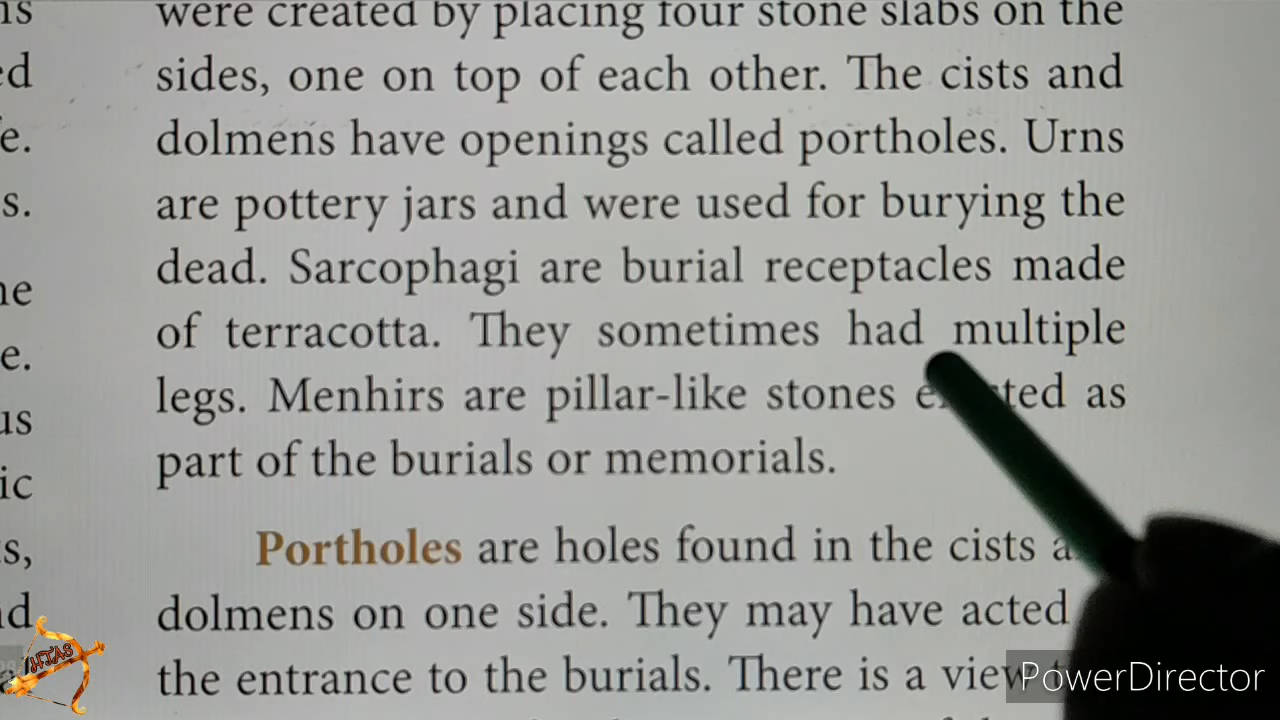 were created by placing four stone slabs on the
sides, one on top of each other. The cists and
dolmens have openings called portholes. Urns
are pottery jars and were used for burying the
dead. Sarcophagi are burial receptacles made
of terracotta. They sometimes had multiple
legs. Menhirs are pillar-like stones as
part of the burials or memorials.
Portholes are holes found in the cists
dolmens on one side. They may have acted
the entrance to the burials. There is a view
PowerDirector
HTAS